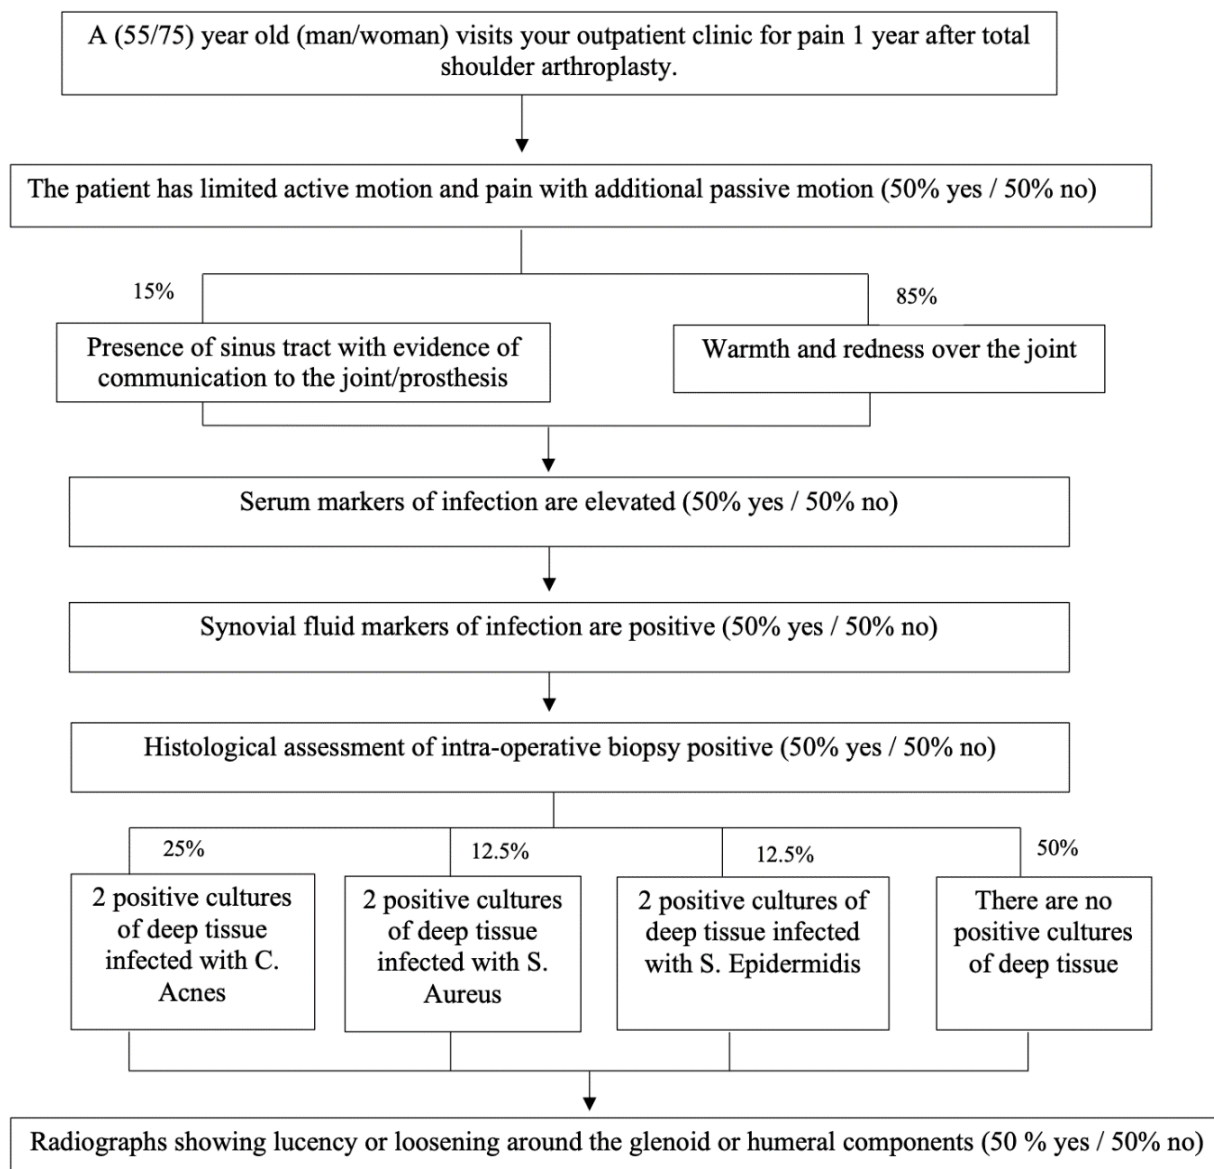 A (55/75) year old (man/woman) visits your outpatient clinic for pain 1 year after total
shoulder arthroplasty.
The patient has limited active motion and pain with additional passive motion (50% yes / 50% no)
15%
85%
Presence of sinus tract with evidence of
communication to the joint/prosthesis
Warmth and redness over the joint
Serum markers of infection are elevated (50% yes / 50% no)
Synovial fluid markers of infection are positive (50% yes / 50% no)
Histological assessment of intra-operative biopsy positive (50% yes / 50% no)
25%
12.5%
12.5%
50%
2 positive cultures
of deep tissue
infected with C.
Acnes
2 positive cultures
of deep tissue
infected with S.
Aureus
2 positive cultures of
deep tissue infected
with S. Epidermidis
There are no
positive cultures
of deep tissue
Radiographs showing lucency or loosening around the glenoid or humeral components (50 % yes / 50% no)